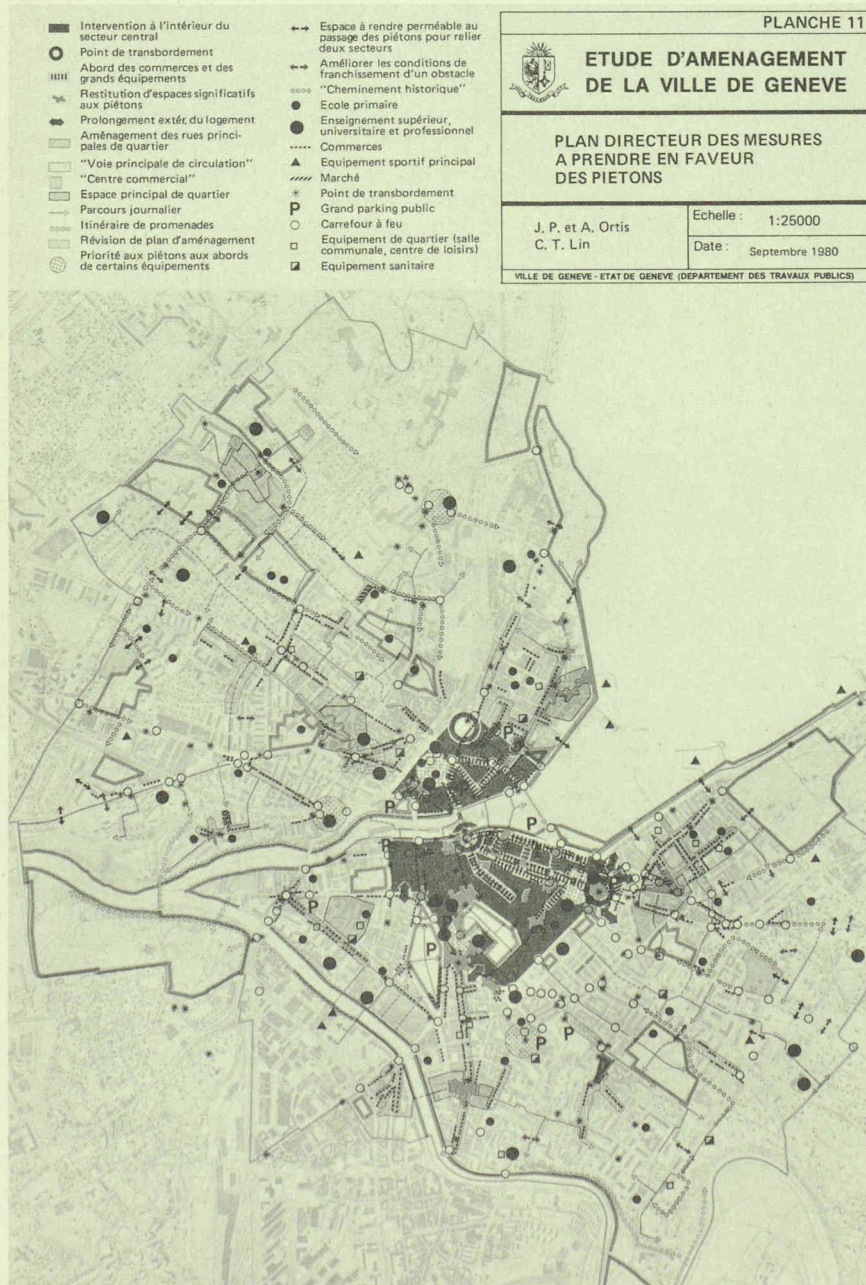 Intervention à l'intérieur du
secteur central
Point de transbordement
Abord des commerces et des
grands équipements
Restitution d'espaces significatifs
aux piétons
Prolongement extér. du logement
Aménagement des rues princi-
pales de quartier
"Voie principale de circulation"
"Centre commercial"
Espace principal de quartier
Parcours journalier
Itinéraire de promenades
Révision de plan d'aménagement
Priorité aux piétons aux abords
de certains équipements
Espace à rendre perméable au
passage des piétons pour relier
deux secteurs
Améliorer les conditions de
franchissement d'un obstacle
"Cheminement historique"
Ecole primaire
Enseignement supérieur,
universitaire et professionnel
Commerces
Equipement sportif principal
Marché
Point de transbordement
P Grand parking public
Carrefour à feu
Equipement de quartier (salle
communale, centre de loisirs)
Equipement sanitaire
PLANCHE 11
ETUDE D'AMENAGEMENT
DE LA VILLE DE GENEVE
PLAN DIRECTEUR DES MESURES
A PRENDRE EN FAVEUR
DES PIETONS
J. P. et A. Ortis
C. T. Lin
Echelle : 1:25000
Date : Septembre 1980
VILLE DE GENEVE - ETAT DE GENEVE (DEPARTEMENT DES TRAVAUX PUBLICS)
P
P
P
P
P
P
P
P